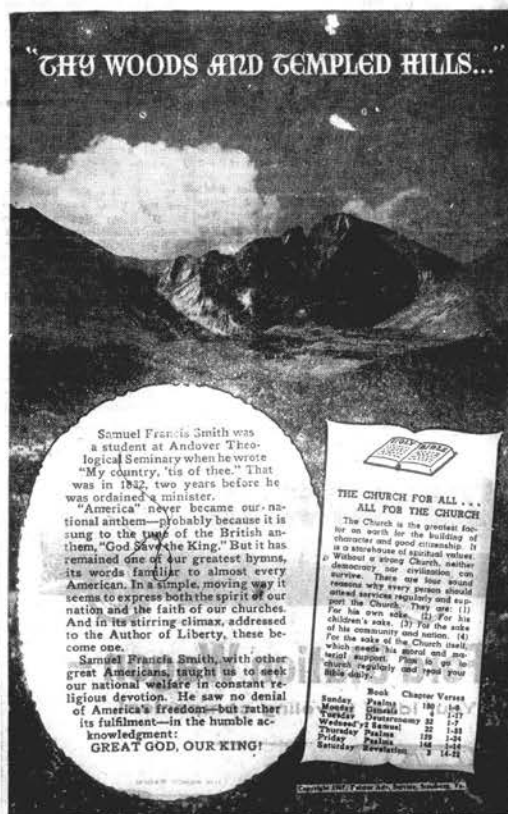 "THY WOODS AND TEMPLED HILLS..."
Samuel Francis Smith was
a student at Andover Theo-
logical Seminary when he wrote
"My country, 'tis of thee." That
was in 1832, two years before he
was ordained a minister.
"America" never became our na-
tional anthem—probably because it is
sung to the tune of the British an-
them, "God Save the King." But it has
remained one of our greatest hymns,
its words familiar to almost every
American. In a simple, moving way it
seems to express both the spirit of our
nation and the faith of our churches.
And in its stirring climax, addressed
to the Author of Liberty, these be-
come one.
Samuel Francis Smith, with other
great Americans, taught us to seek
our national welfare in constant re-
ligious devotion. He saw no denial
of America's freedom—but rather
its fulfilment—in the humble ac-
knowledgment:
GREAT GOD, OUR KING!
HOLY BIBLE
THE CHURCH FOR ALL . . .
ALL FOR THE CHURCH
The Church is the greatest fac-
tor on earth for the building of
character and good citizenship. It
is a storehouse of spiritual values.
Without a strong Church, neither
democracy nor civilization can
survive. There are four sound
reasons why every person should
attend services regularly and sup-
port the Church. They are: (1)
For his own sake. (2) For his
children's sake. (3) For the sake
of his community and nation. (4)
For the sake of the Church itself,
which needs his moral and ma-
terial support. Plan to go to
church regularly and read your
Bible daily.
Book Chapter Verses
Sunday Psalms
Monday
Tuesday Deuteronomy 32 1-7
Wednesd'y 2 Samuel 22
Thursday Psalms
Friday Psalms 148 1-14
Saturday Revelation 3 14-22
Copyright